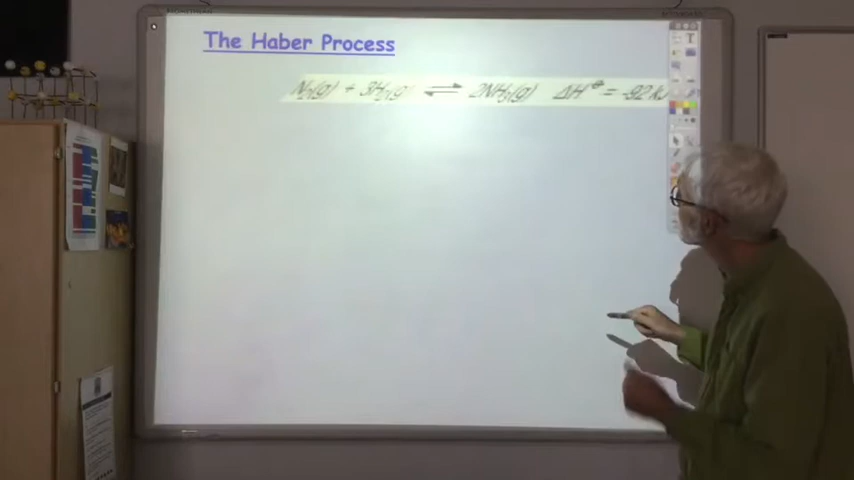 The Haber Process
N₂(g) + 3H₂(g) ⇌ 2NH₃(g) ΔH⊖ = -92 kJ